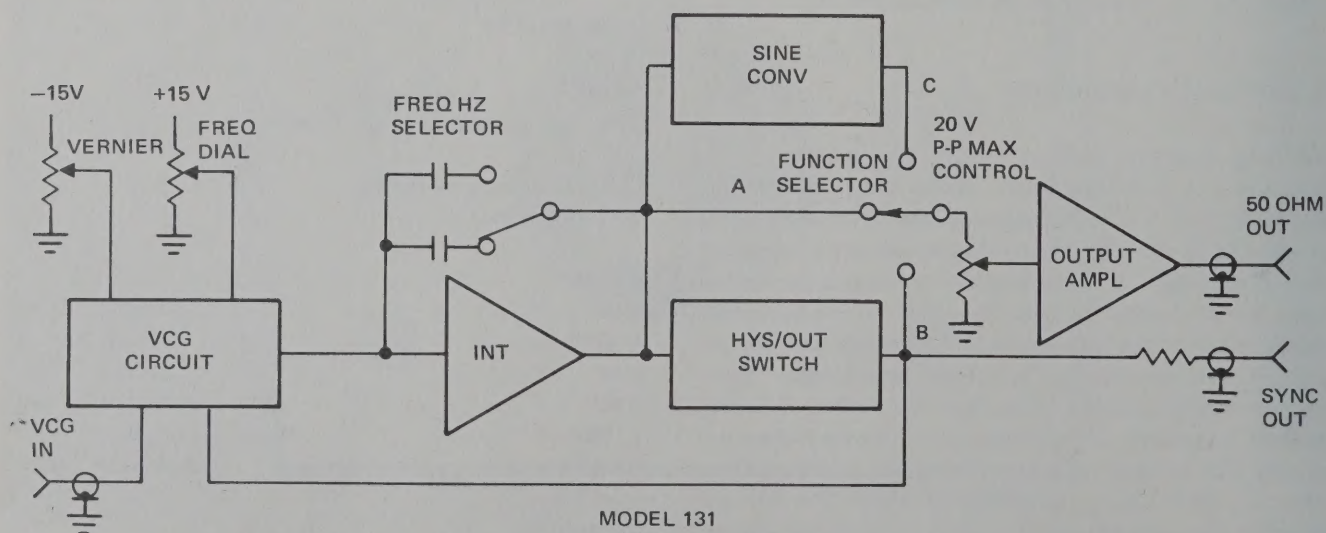 SINE
CONV
C
−15V
+15 V
VERNIER
FREQ
DIAL
FREQ HZ
SELECTOR
20 V
P-P MAX
CONTROL
FUNCTION
SELECTOR
A
50 OHM
OUT
OUTPUT
AMPL
VCG
CIRCUIT
INT
HYS/OUT
SWITCH
B
SYNC
OUT
VCG
IN
MODEL 131